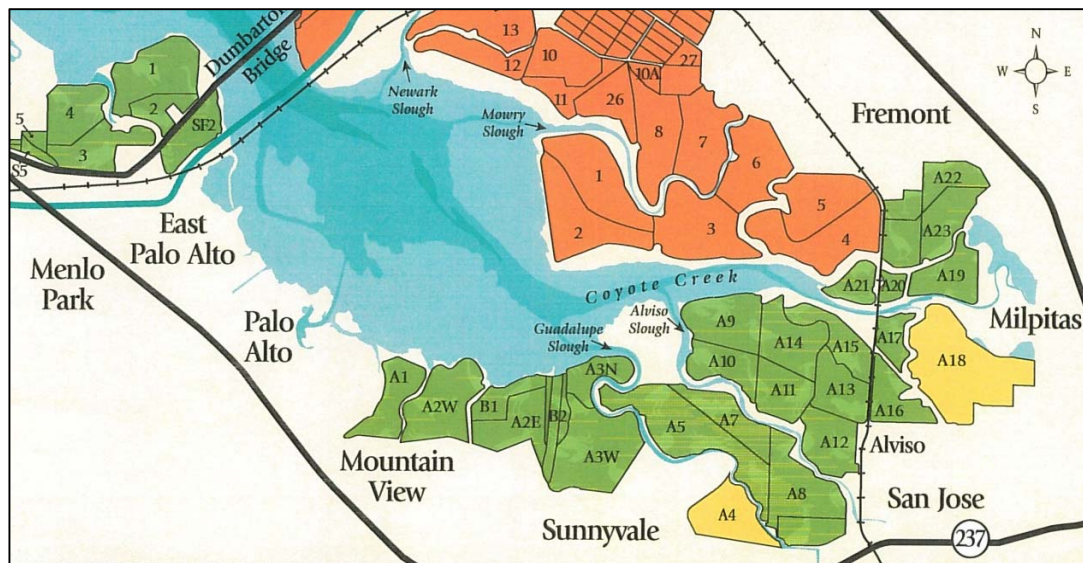 13
10
12
27
10A
11
26
8
7
6
Dumbarton
Bridge
Newark
Slough
Mowry
Slough
N
W
E
S
Fremont
1
4
2
5
3
SF2
S5
1
2
3
5
4
A22
A23
A19
A20
A21
East
Palo Alto
Menlo
Park
Palo
Alto
Coyote Creek
Alviso
Slough
Guadalupe
Slough
Milpitas
A9
A14
A15
A17
A18
A10
A11
A13
A16
A12
Alviso
A1
A2W
B1
A2E
B2
A3N
A3W
A5
A7
A8
A4
Mountain
View
Sunnyvale
San Jose
237